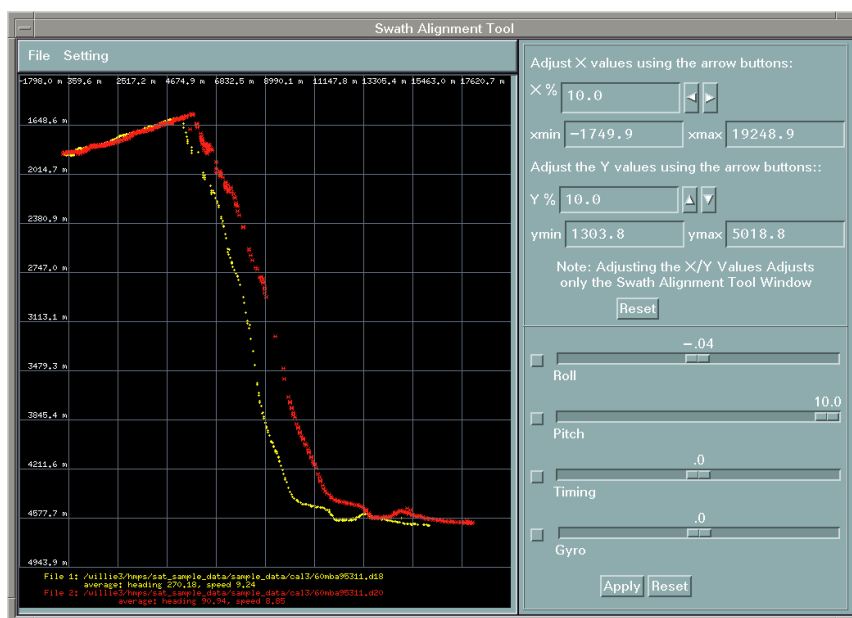 Swath Alignment Tool
File Setting
-1798.0 m 359.6 m 2517.2 m 4674.9 m 6832.5 m 8990.1 m 11147.8 m 13305.4 m 15463.0 m 17620.7 m
1648.6 m
2014.7 m
2380.9 m
2747.0 m
3113.1 m
3479.3 m
3845.4 m
4211.6 m
4577.7 m
4943.9 m
File 1: /willie3/hmps/sat_sample_data/sample_data/cal3/60mba95311.d18
average: heading 270.18, speed 9.24
File 2: /willie3/hmps/sat_sample_data/sample_data/cal3/60mba95311.d20
average: heading 90.94, speed 8.85
Adjust X values using the arrow buttons:
X % 10.0
xmin -1749.9 xmax 19248.9
Adjust the Y values using the arrow buttons::
Y % 10.0
ymin 1303.8 ymax 5018.8
Note: Adjusting the X/Y Values Adjusts
only the Swath Alignment Tool Window
Reset
-.04
Roll
10.0
Pitch
.0
Timing
.0
Gyro
Apply Reset